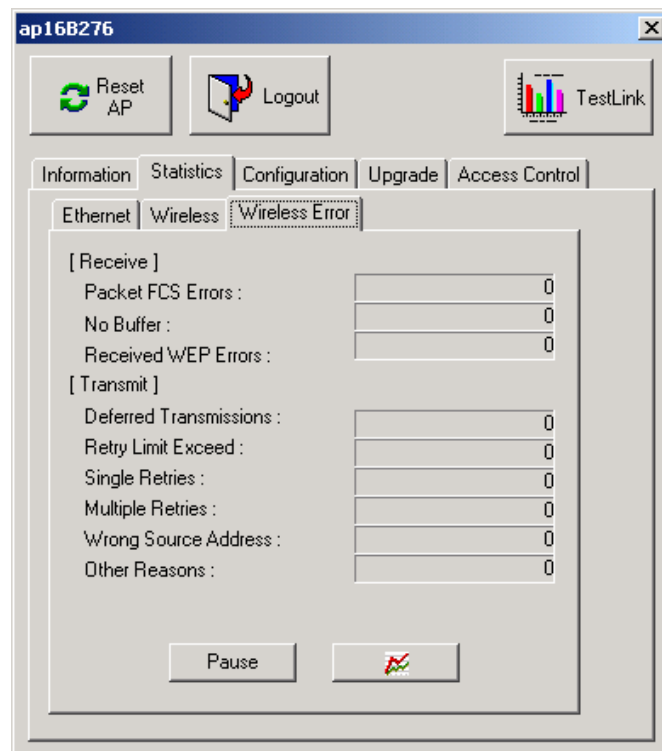 ap16B276
Reset AP
Logout
TestLink
Information Statistics Configuration Upgrade Access Control
Ethernet Wireless Wireless Error
[ Receive ]
Packet FCS Errors : 0
No Buffer : 0
Received WEP Errors : 0
[ Transmit ]
Deferred Transmissions : 0
Retry Limit Exceed : 0
Single Retries : 0
Multiple Retries : 0
Wrong Source Address : 0
Other Reasons : 0
Pause